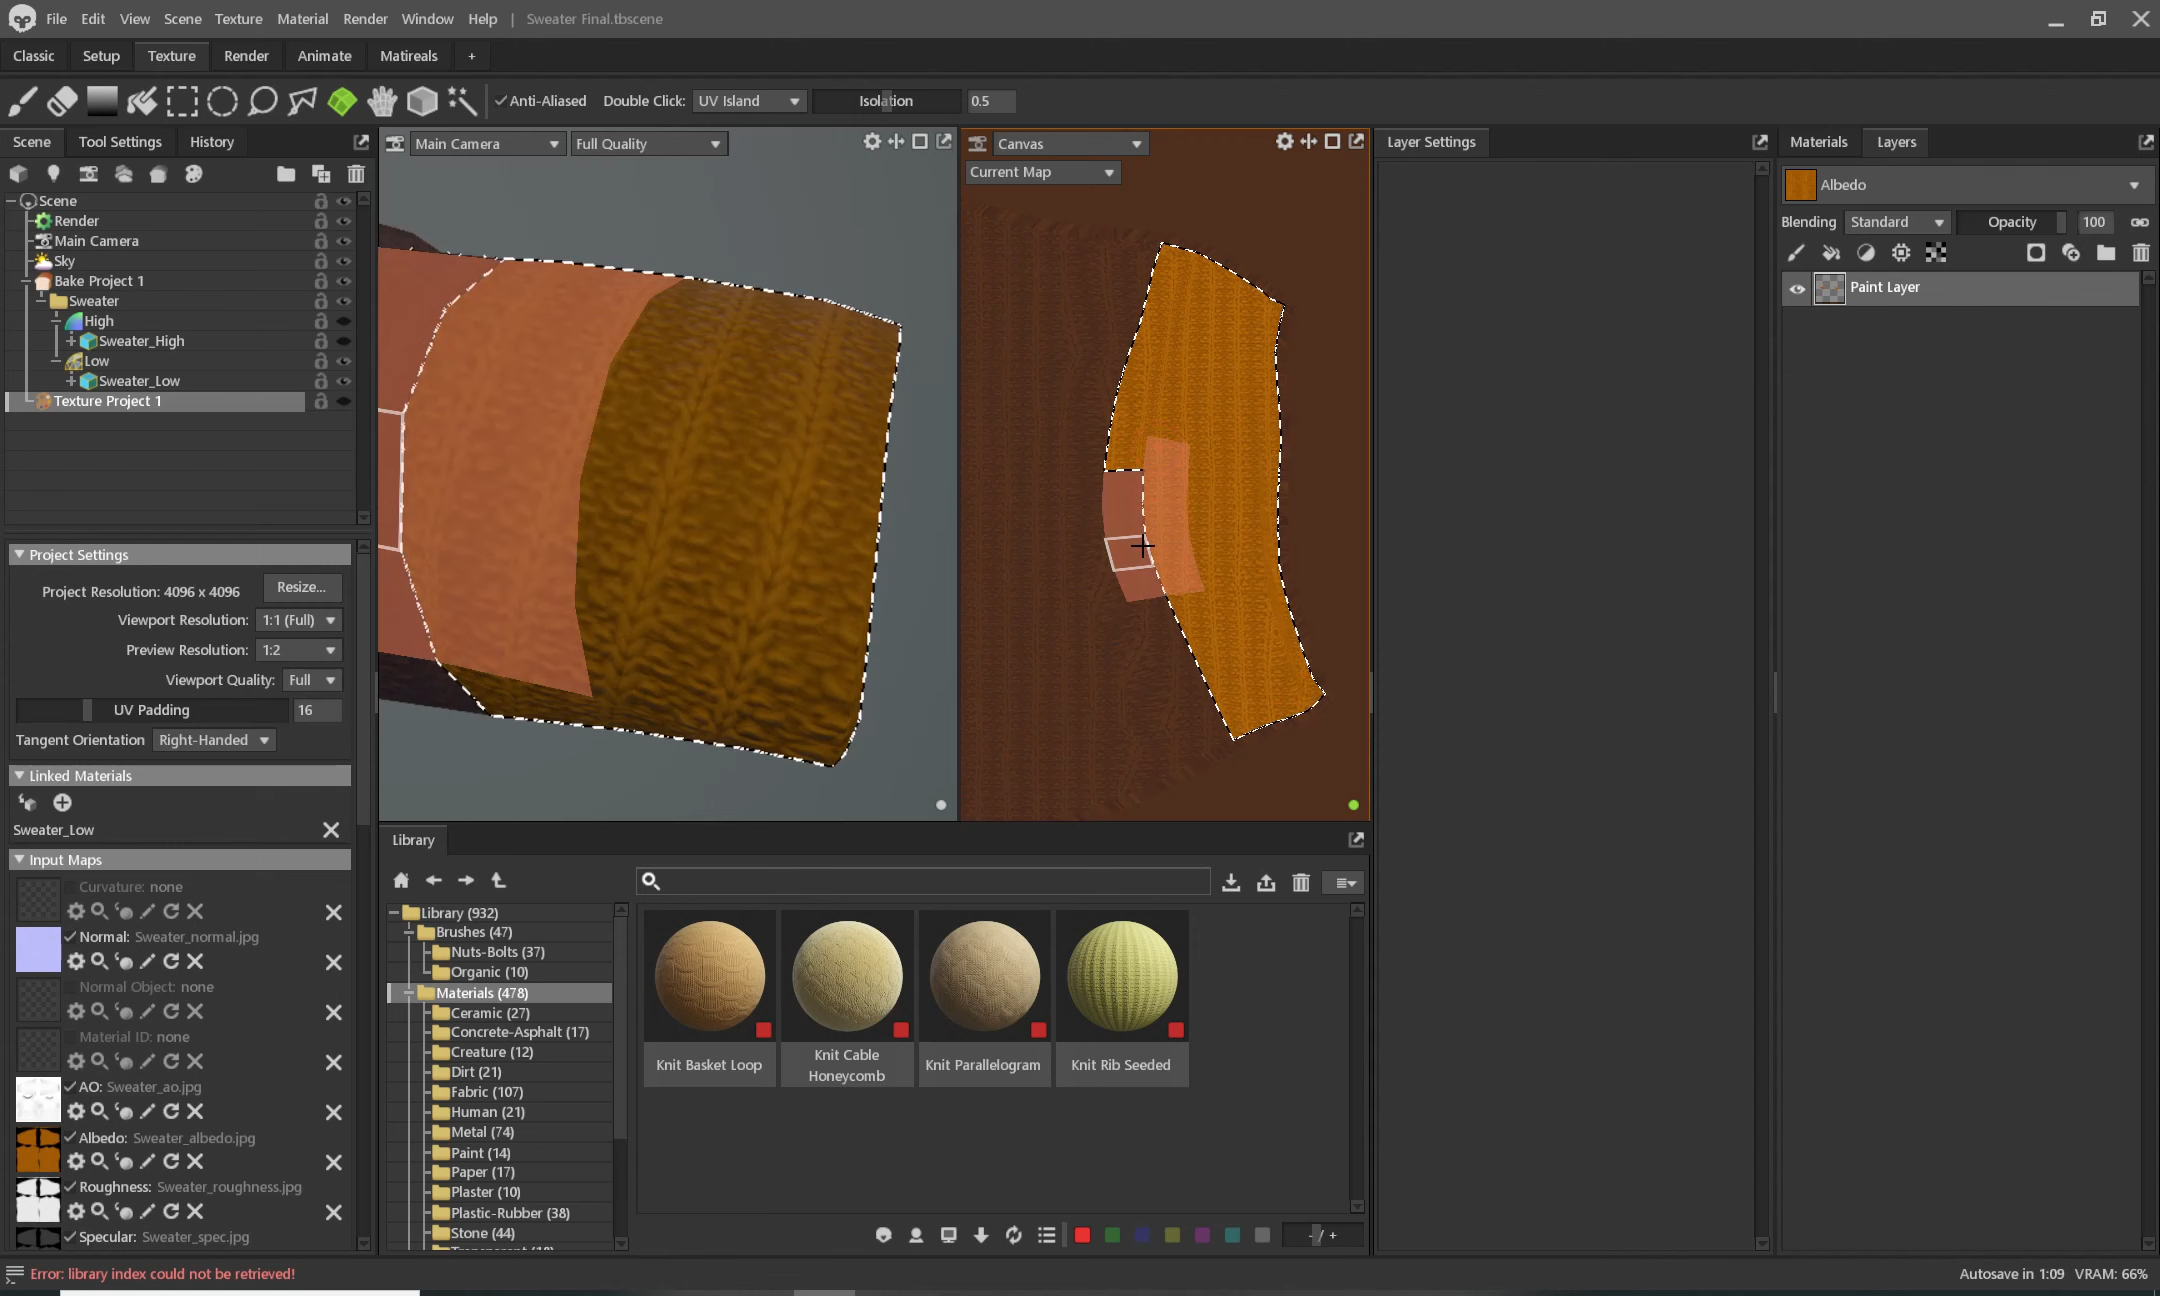 File Edit View Scene Texture Material Render Window Help | Sweater Final.tbscene
Classic Setup Texture Render Animate Matireals +
Anti-Aliased Double Click: UV Island Isolation 0.5
Scene Tool Settings History
Main Camera Full Quality
Canvas
Current Map
Layer Settings
Materials Layers
Albedo
Blending Standard Opacity 100
Paint Layer
Scene
Render
Main Camera
Sky
Bake Project 1
Sweater
High
Sweater_High
Low
Sweater_Low
Texture Project 1
Project Settings
Project Resolution: 4096 x 4096 Resize...
Viewport Resolution: 1:1 (Full)
Preview Resolution: 1:2
Viewport Quality: Full
UV Padding 16
Tangent Orientation Right-Handed
Linked Materials
Sweater_Low
Input Maps
Curvature: none
Normal: Sweater_normal.jpg
Normal Object: none
Material ID: none
AO: Sweater_ao.jpg
Albedo: Sweater_albedo.jpg
Roughness: Sweater_roughness.jpg
Specular: Sweater_spec.jpg
Library
Library (932)
Brushes (47)
Nuts-Bolts (37)
Organic (10)
Materials (478)
Ceramic (27)
Concrete-Asphalt (17)
Creature (12)
Dirt (21)
Fabric (107)
Human (21)
Metal (74)
Paint (14)
Paper (17)
Plaster (10)
Plastic-Rubber (38)
Stone (44)
Knit Basket Loop
Knit Cable
Honeycomb
Knit Parallelogram
Knit Rib Seeded
- / +
Error: library index could not be retrieved!
Autosave in 1:09 VRAM: 66%